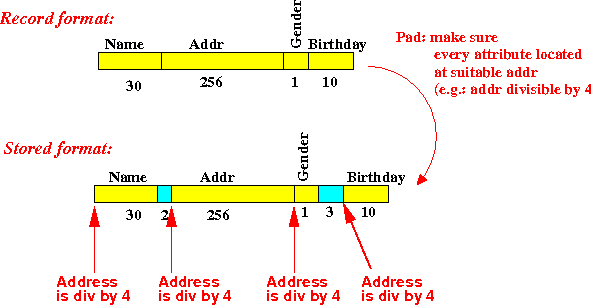 Record format:
Name Addr Gender Birthday
30 256 1 10
Pad: make sure
every attribute located
at suitable addr
(e.g.: addr divisible by 4
Stored format:
Name Addr Gender Birthday
30 2 256 1 3 10
Address is div by 4
Address is div by 4
Address is div by 4
Address is div by 4